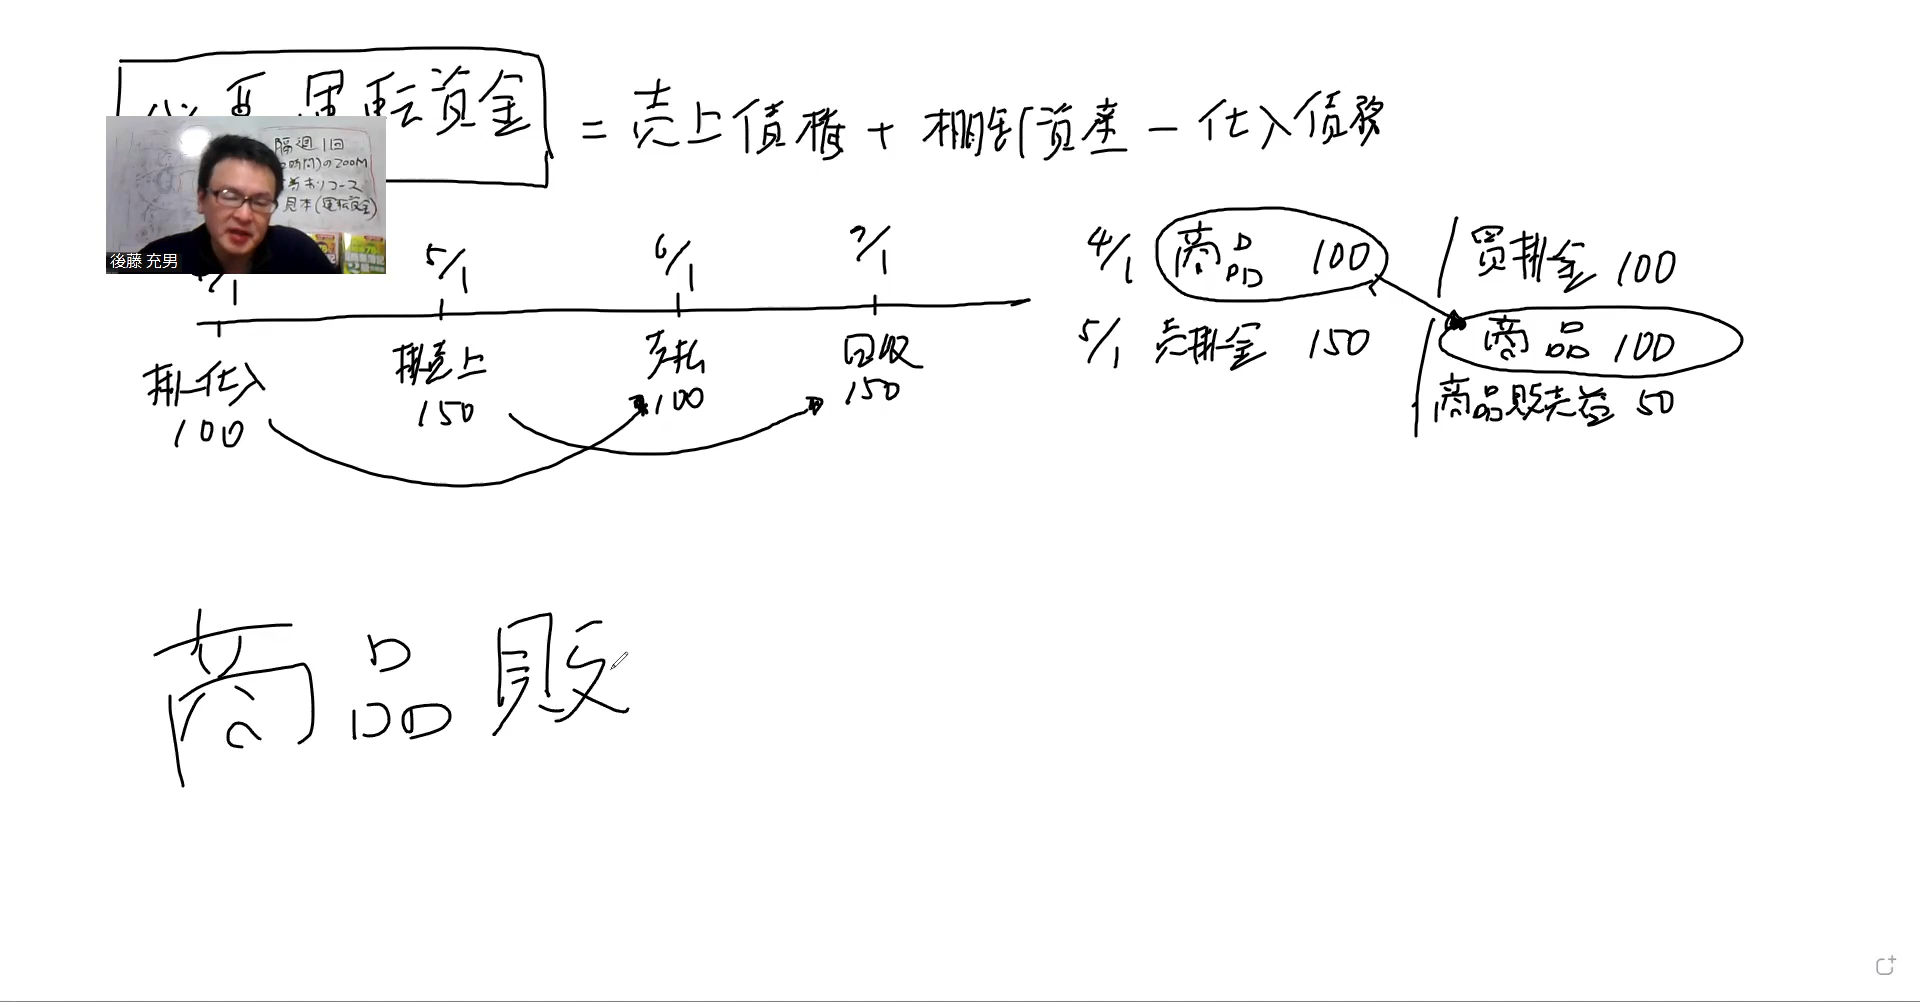 必要運転資金 = 売上債権 + 棚卸資産 - 仕入債務
隔週1回
時間)のZOOM
コース
見本(運転資金)
後藤 充男
/1 5/1 6/1 7/1
掛仕入 掛売上 支払 回収
100 150 100 150
4/1 商品 100 買掛金 100
5/1 売掛金 150 商品 100
商品販売益 50
商品販